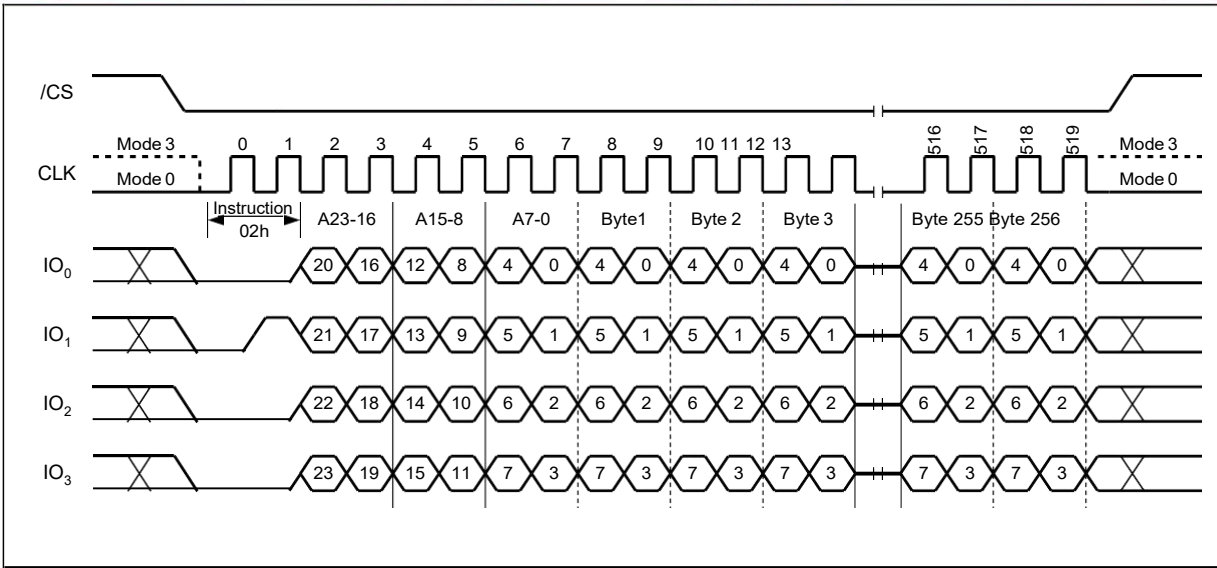 /CS
Mode 3 0 1 2 3 4 5 6 7 8 9 10 11 12 13 516 517 518 519 Mode 3
CLK
Mode 0 Mode 0
Instruction
02h
A23-16 A15-8 A7-0 Byte1 Byte 2 Byte 3 Byte 255 Byte 256
IO0 20 16 12 8 4 0 4 0 4 0 4 0 4 0 4 0
IO1 21 17 13 9 5 1 5 1 5 1 5 1 5 1 5 1
IO2 22 18 14 10 6 2 6 2 6 2 6 2 6 2 6 2
IO3 23 19 15 11 7 3 7 3 7 3 7 3 7 3 7 3